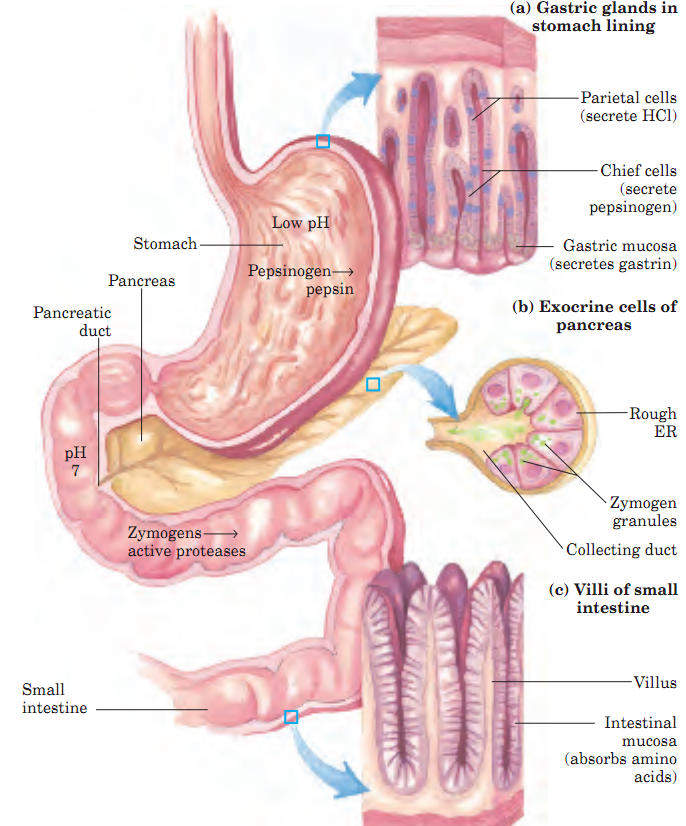 (a) Gastric glands in
stomach lining
Parietal cells
(secrete HCl)
Chief cells
(secrete
pepsinogen)
Gastric mucosa
(secretes gastrin)
Low pH
Stomach
Pepsinogen→
pepsin
Pancreas
Pancreatic
duct
(b) Exocrine cells of
pancreas
Rough
ER
Zymogen
granules
Collecting duct
pH
7
Zymogens→
active proteases
(c) Villi of small
intestine
Villus
Intestinal
mucosa
(absorbs amino
acids)
Small
intestine